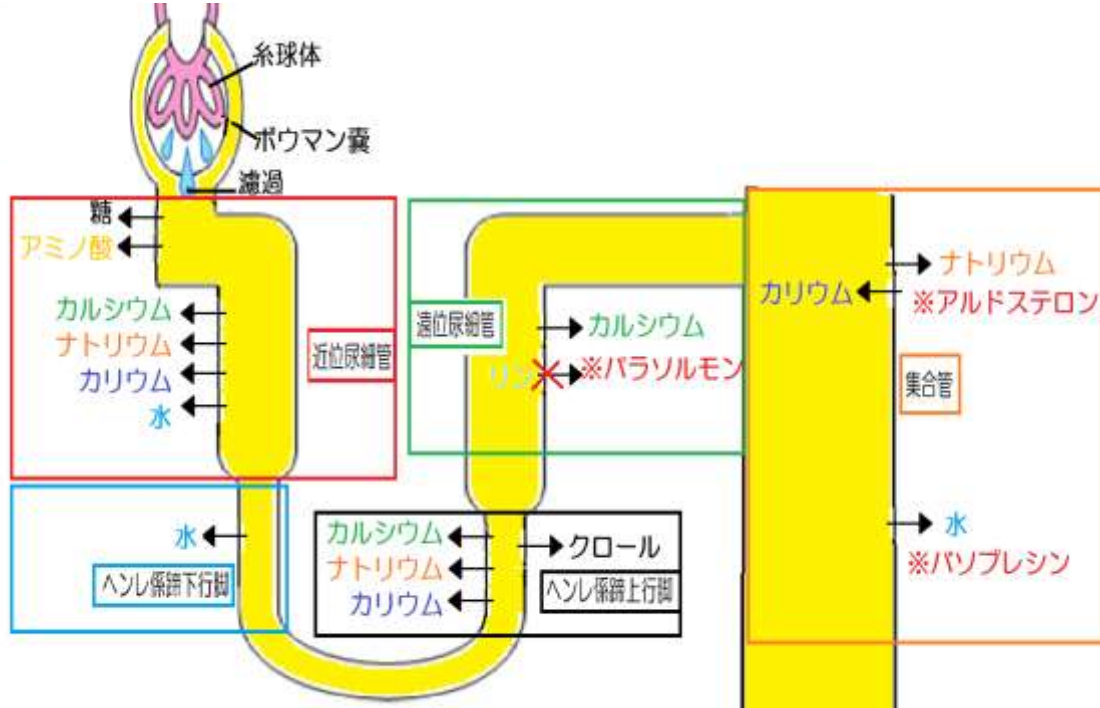 糸球体
ボウマン嚢
濾過
糖
アミノ酸
カルシウム
ナトリウム
カリウム
水
近位尿細管
水
ヘンレ係蹄下行脚
カルシウム
ナトリウム
カリウム
クロール
ヘンレ係蹄上行脚
遠位尿細管
カルシウム
リン
※パラソルモン
カリウム
ナトリウム
※アルドステロン
集合管
水
※バソプレシン